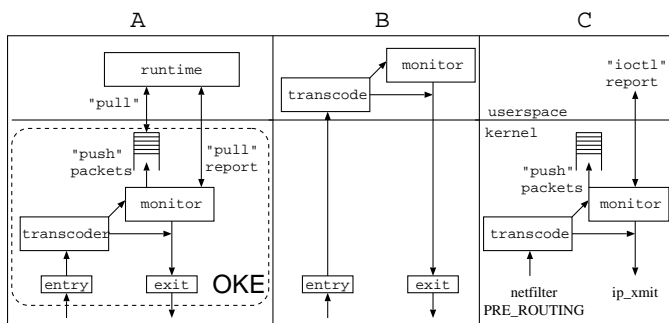 A
B
C
runtime
"pull"
"push"
packets
"pull"
report
monitor
transcoder
entry
exit
OKE
monitor
transcode
entry
exit
"ioctl"
report
userspace
kernel
"push"
packets
monitor
transcode
netfilter
PRE_ROUTING
ip_xmit